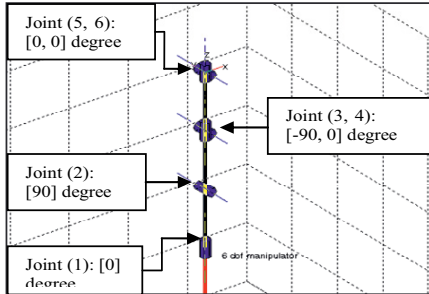 Joint (5, 6):
[0, 0] degree
z
x
Joint (3, 4):
[-90, 0] degree
Joint (2):
[90] degree
6 dof manipulator
Joint (1): [0]
degree